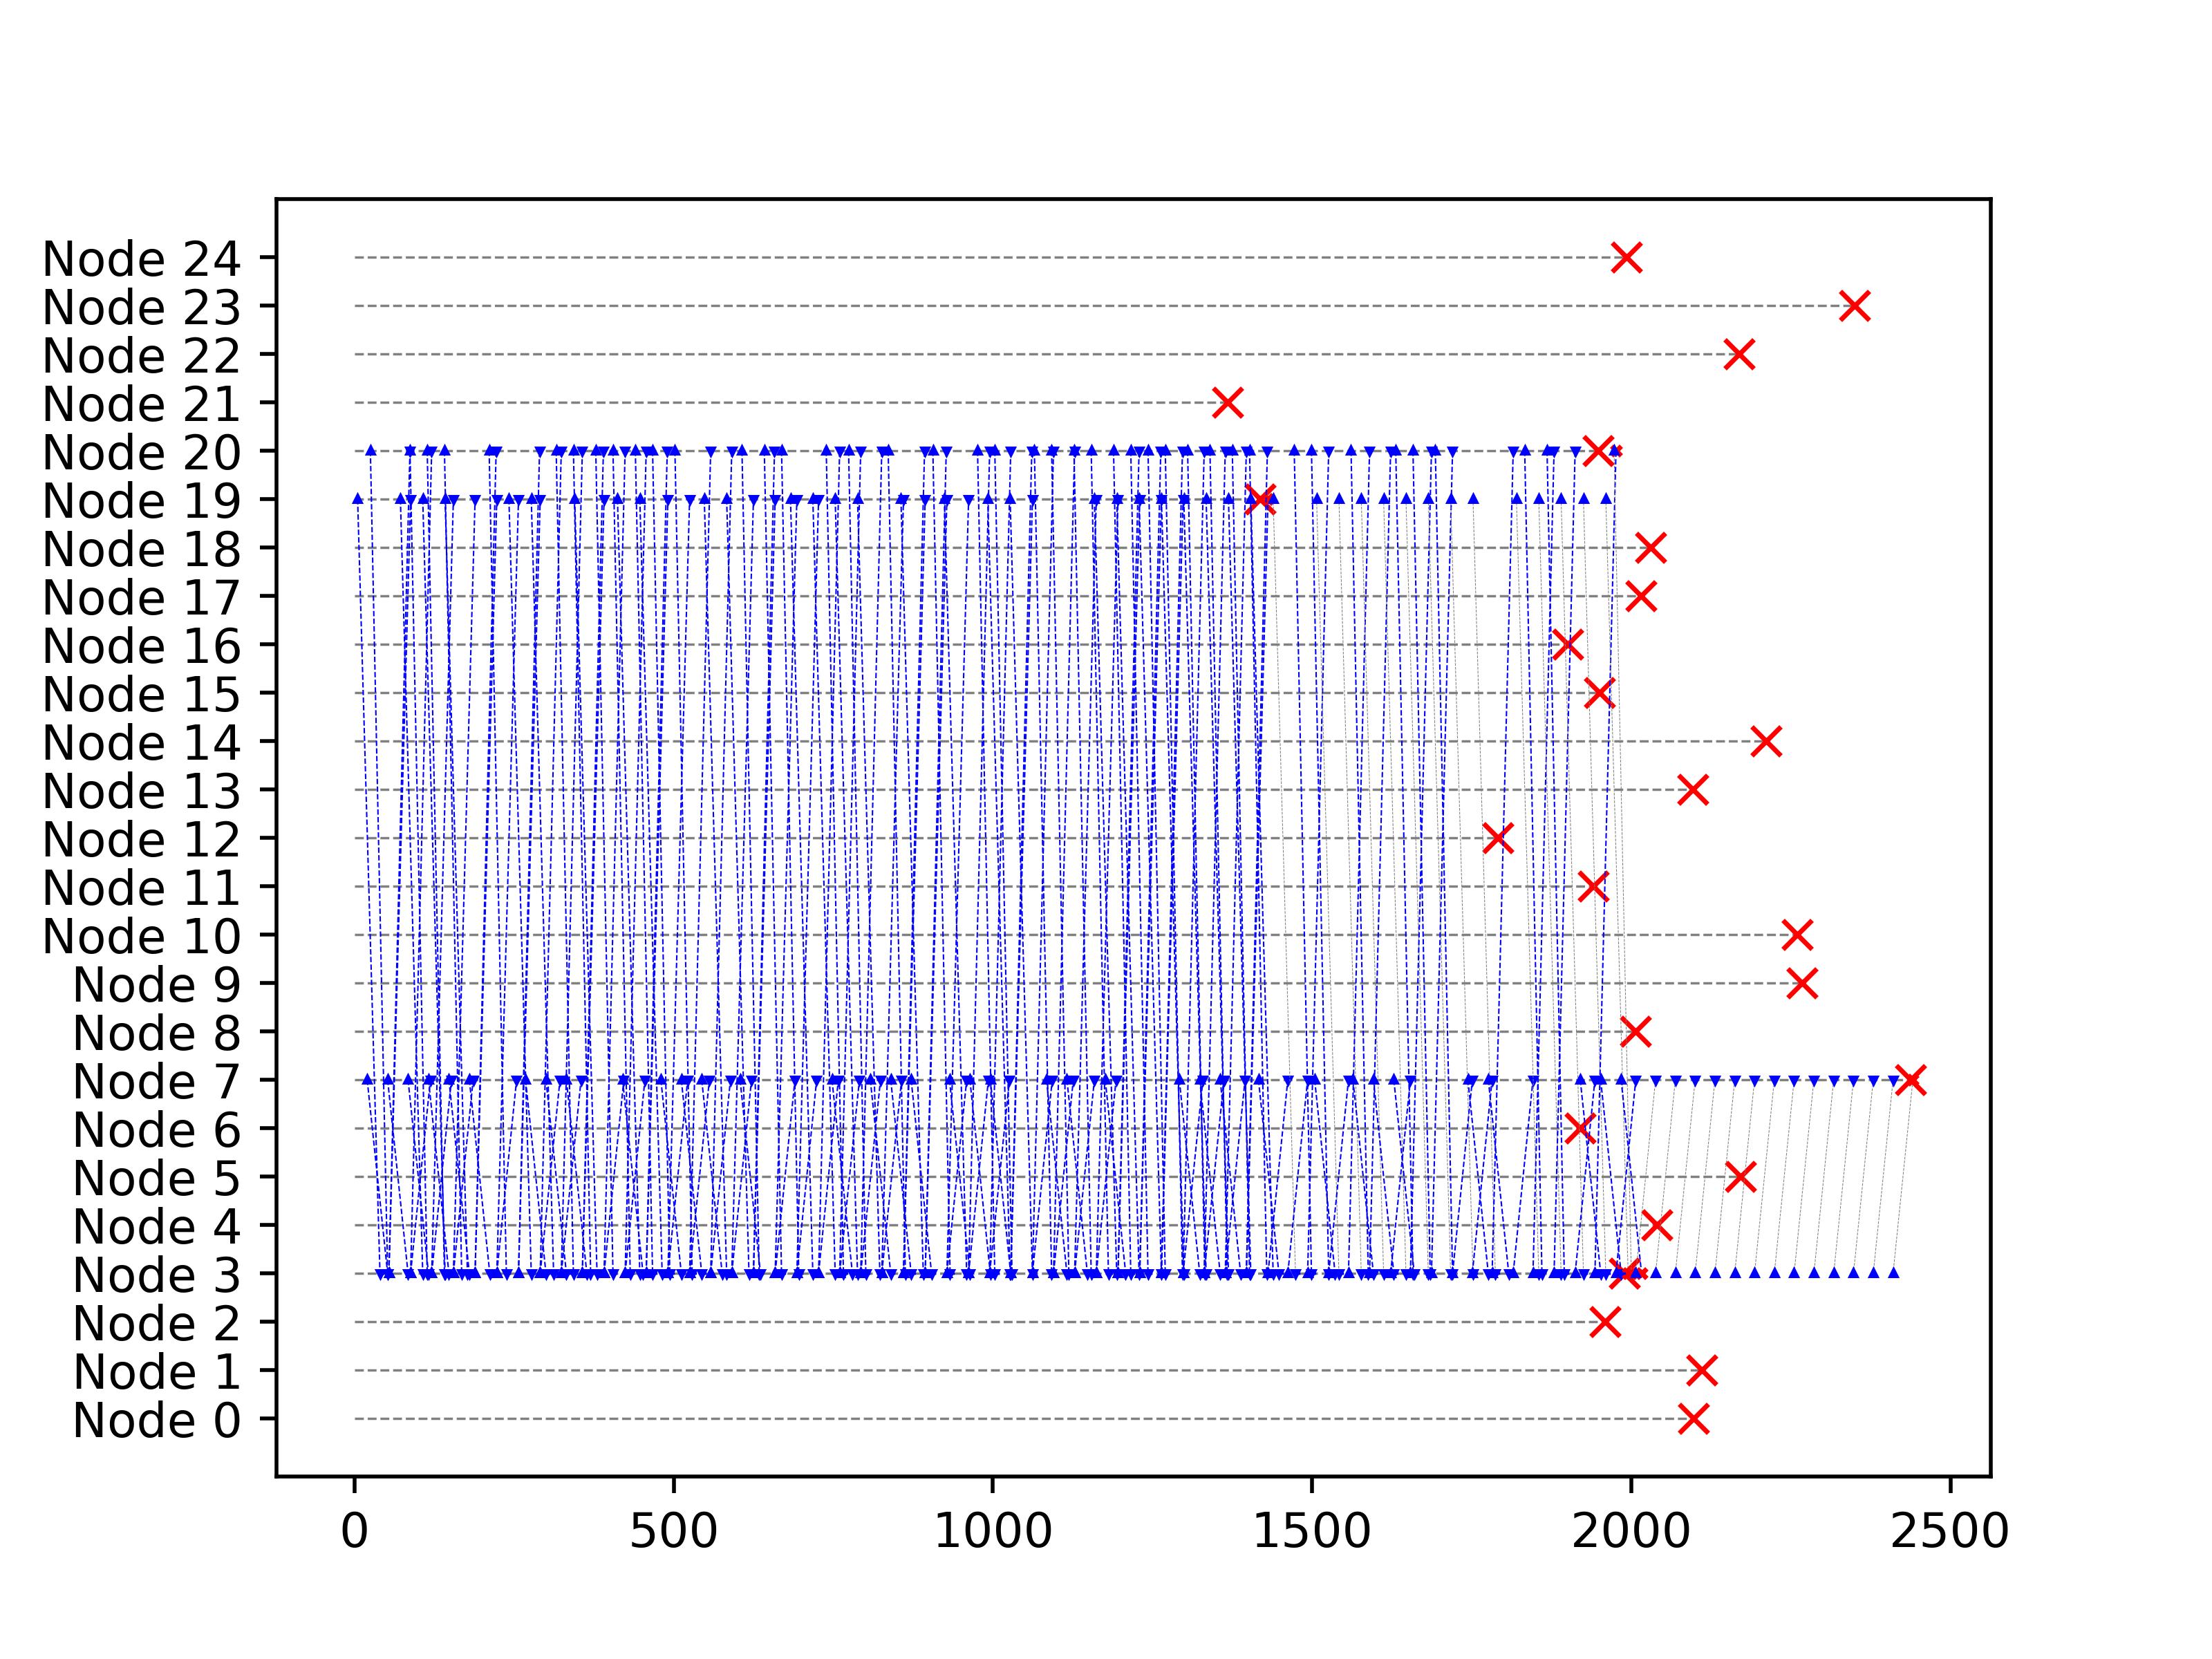 Node 24
Node 23
Node 22
Node 21
Node 20
Node 19
Node 18
Node 17
Node 16
Node 15
Node 14
Node 13
Node 12
Node 11
Node 10
Node 9
Node 8
Node 7
Node 6
Node 5
Node 4
Node 3
Node 2
Node 1
Node 0
0 500 1000 1500 2000 2500